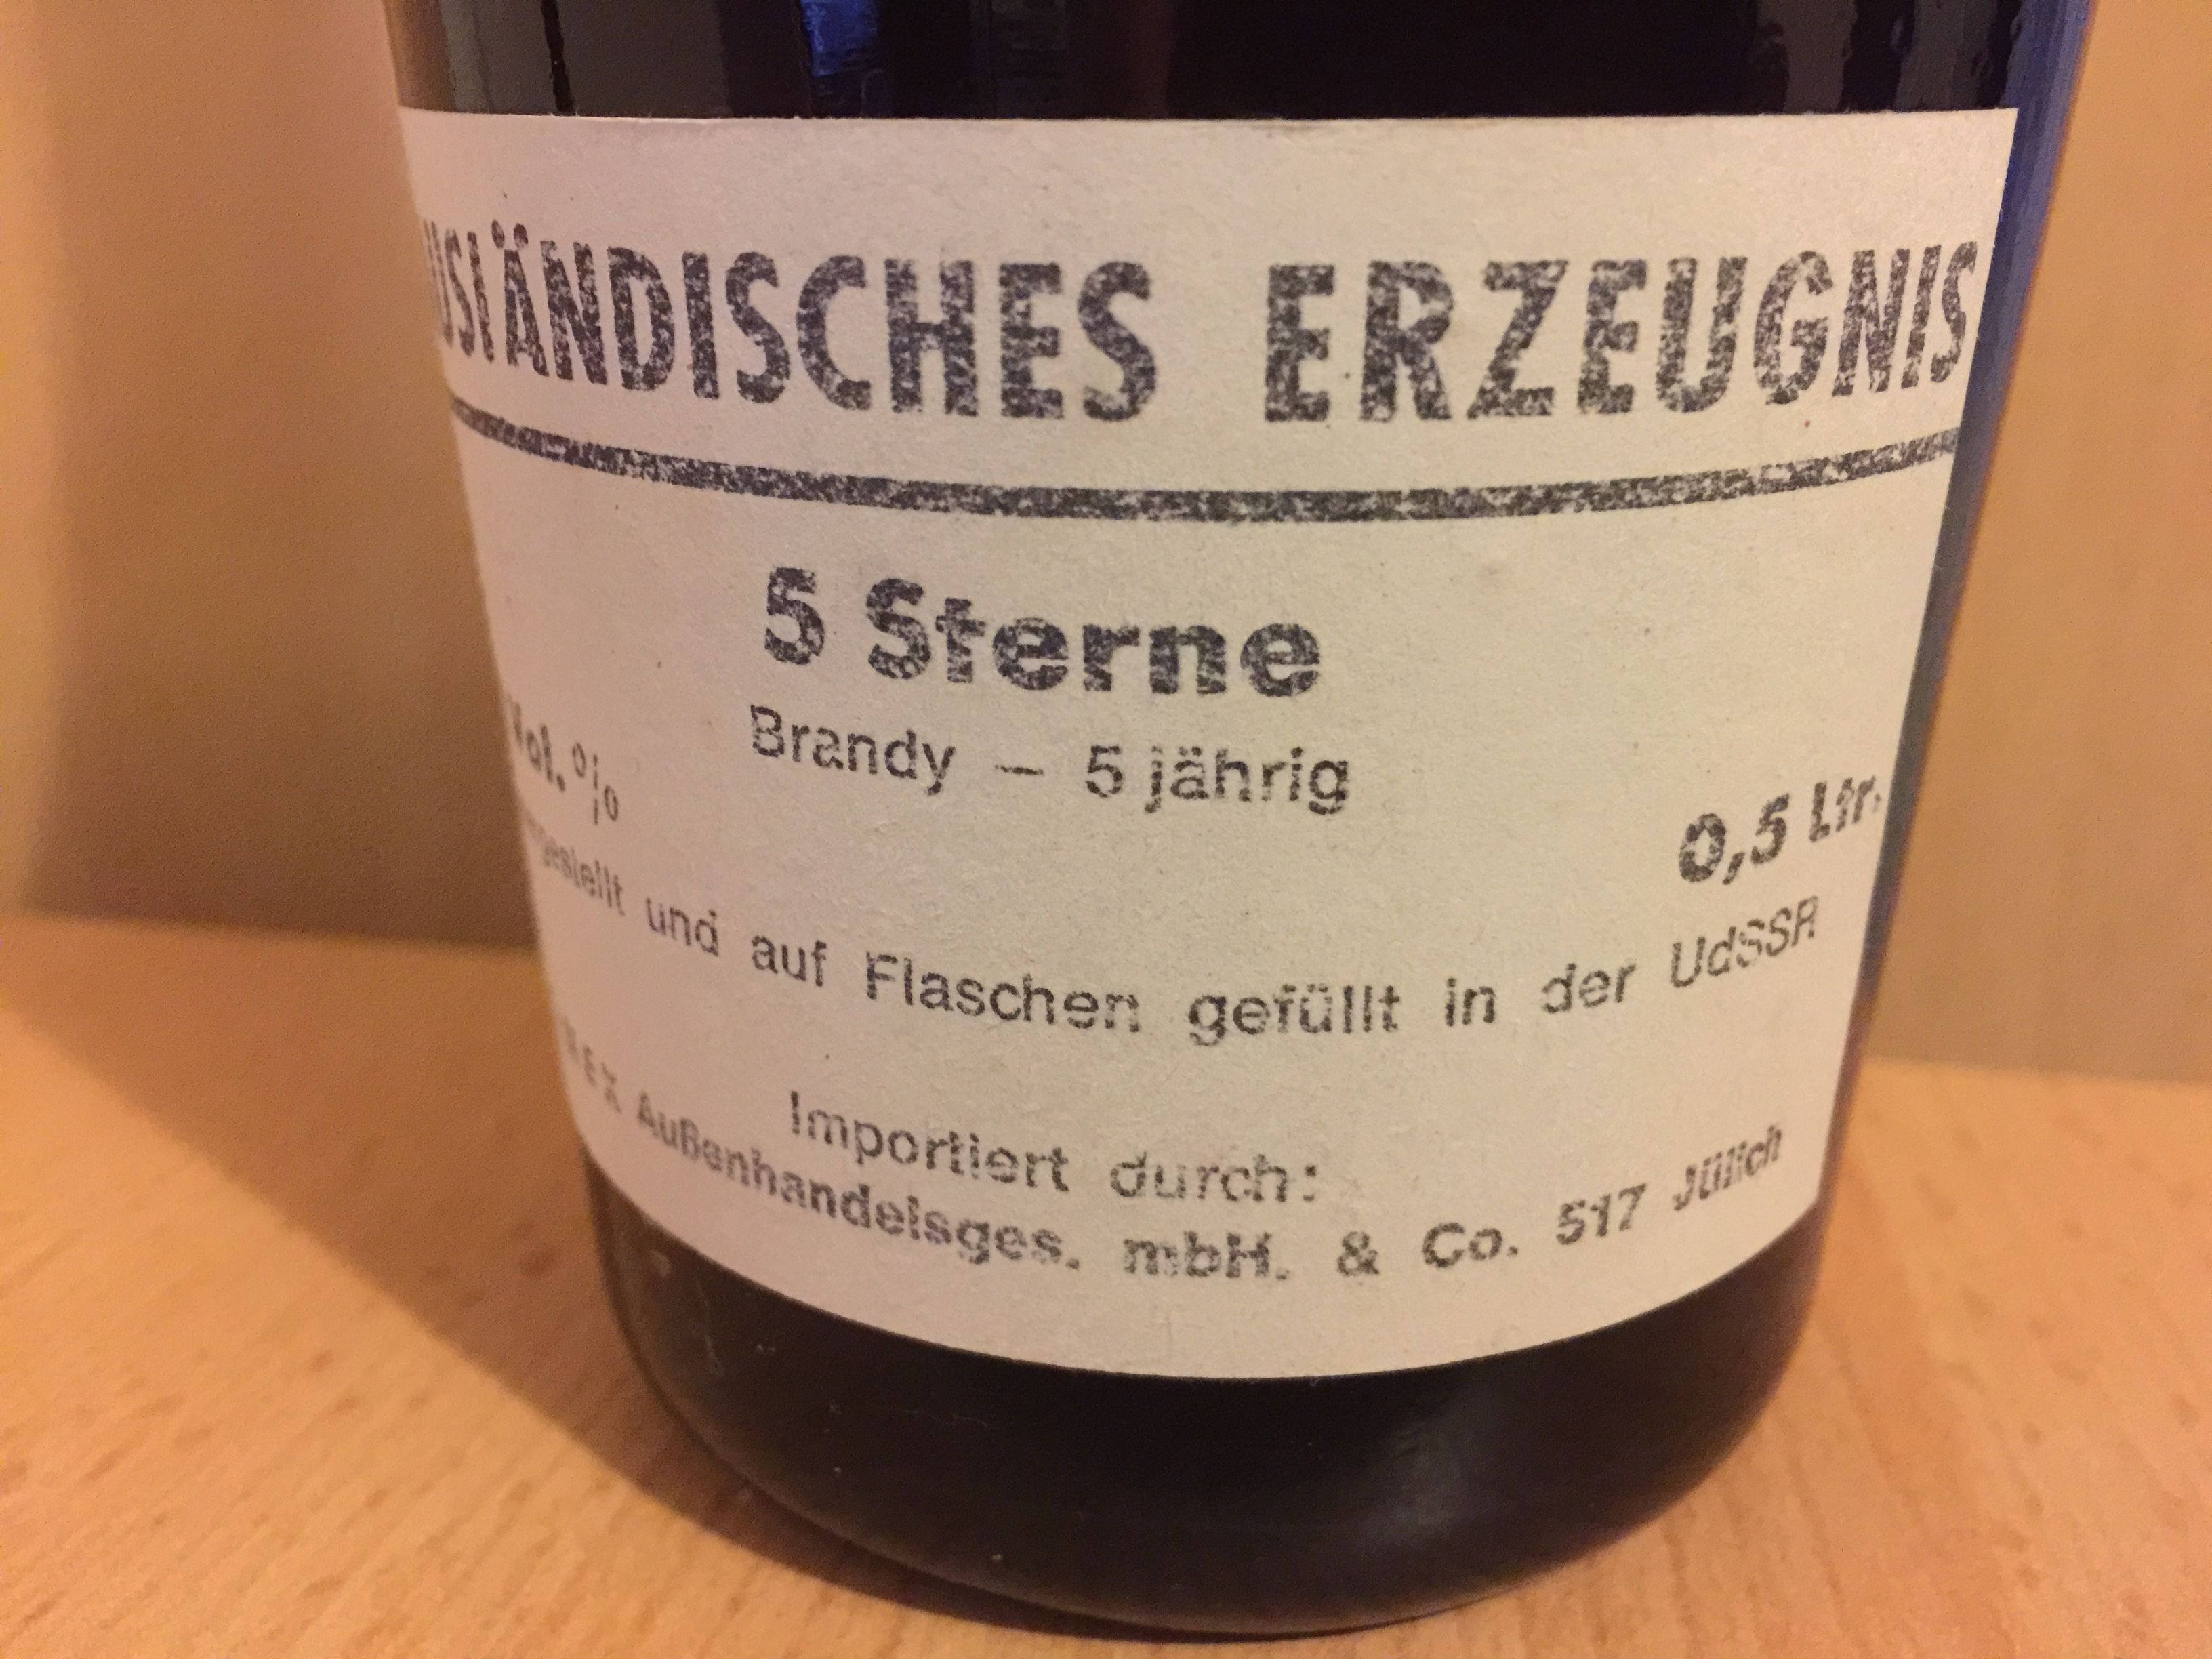 AUSLÄNDISCHES ERZEUGNIS
5 Sterne
Brandy – 5 jährig
Vol.%
0,5 Ltr.
und auf Flaschen gefüllt in der UdSSR
Importiert durch:
Außenhandelsges. mbH. & Co. 517 Jülich